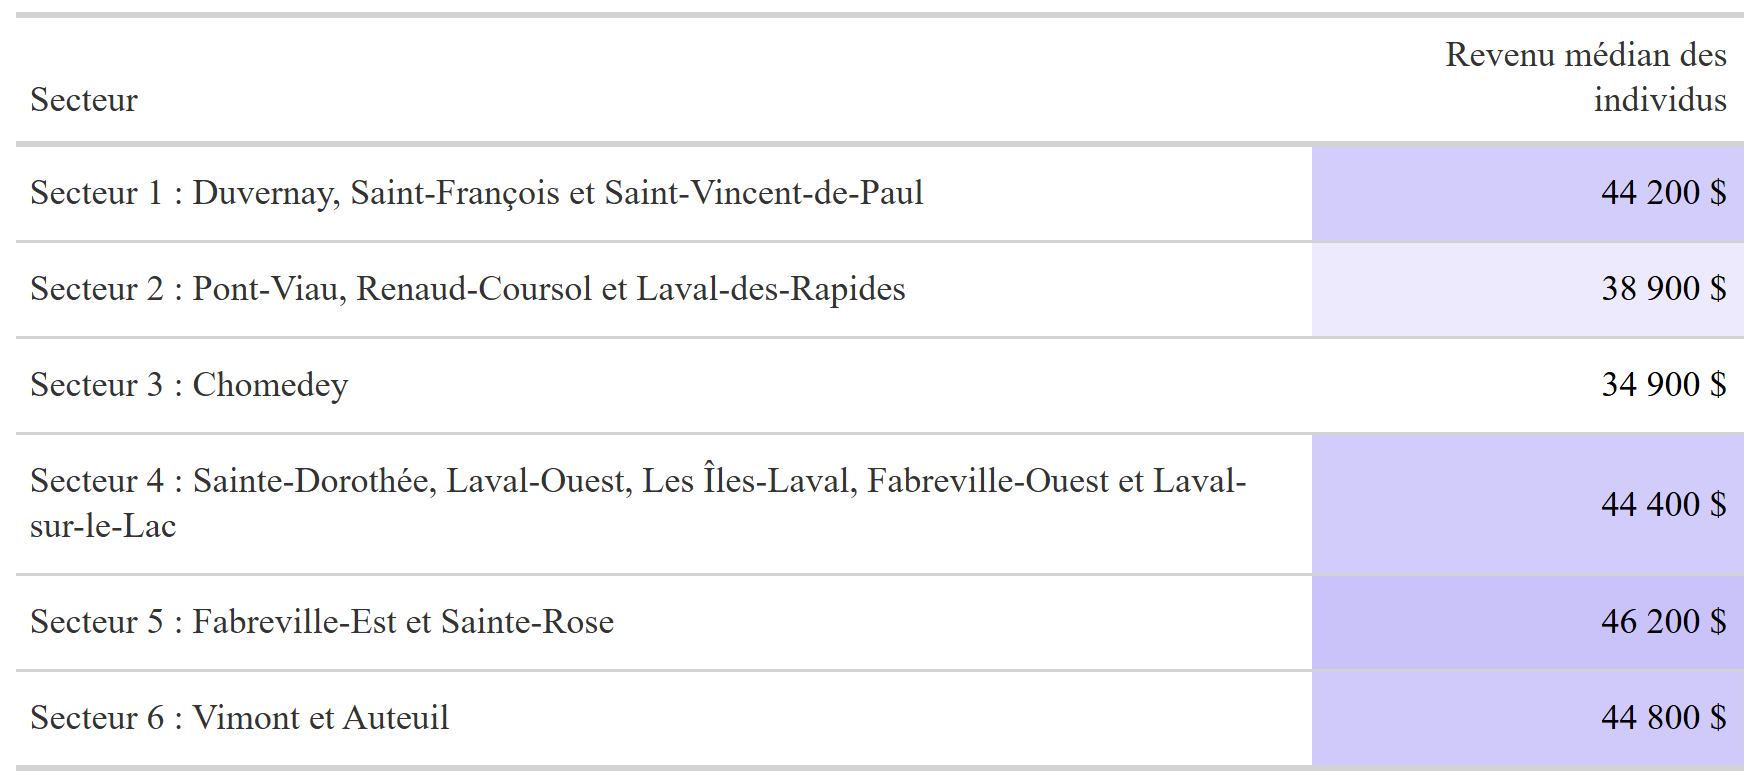 Secteur
Revenu médian des
individus
Secteur 1 : Duvernay, Saint-François et Saint-Vincent-de-Paul 44 200 $
Secteur 2 : Pont-Viau, Renaud-Coursol et Laval-des-Rapides 38 900 $
Secteur 3 : Chomedey 34 900 $
Secteur 4 : Sainte-Dorothée, Laval-Ouest, Les Îles-Laval, Fabreville-Ouest et Laval-
sur-le-Lac 44 400 $
Secteur 5 : Fabreville-Est et Sainte-Rose 46 200 $
Secteur 6 : Vimont et Auteuil 44 800 $